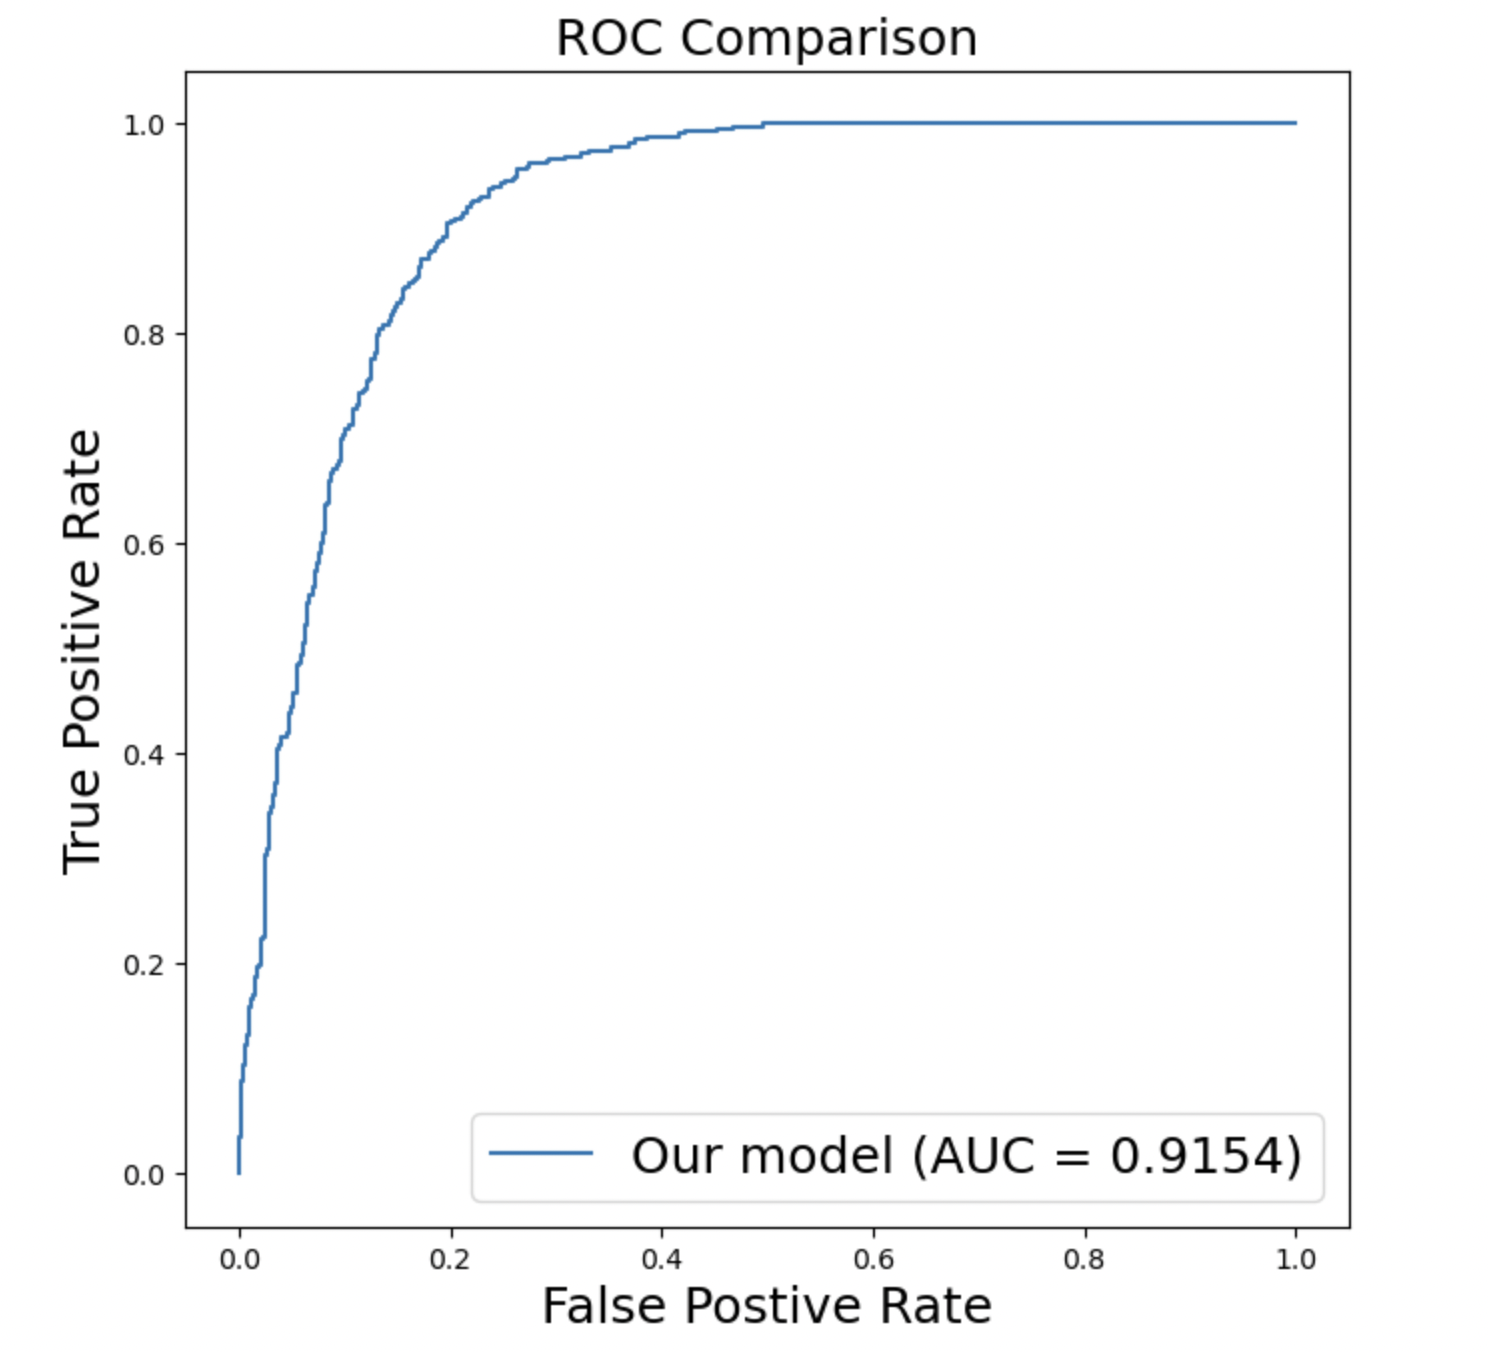 ROC Comparison
1.0
0.8
0.6
0.4
0.2
0.0
True Positive Rate
Our model (AUC = 0.9154)
0.0 0.2 0.4 0.6 0.8 1.0
False Postive Rate